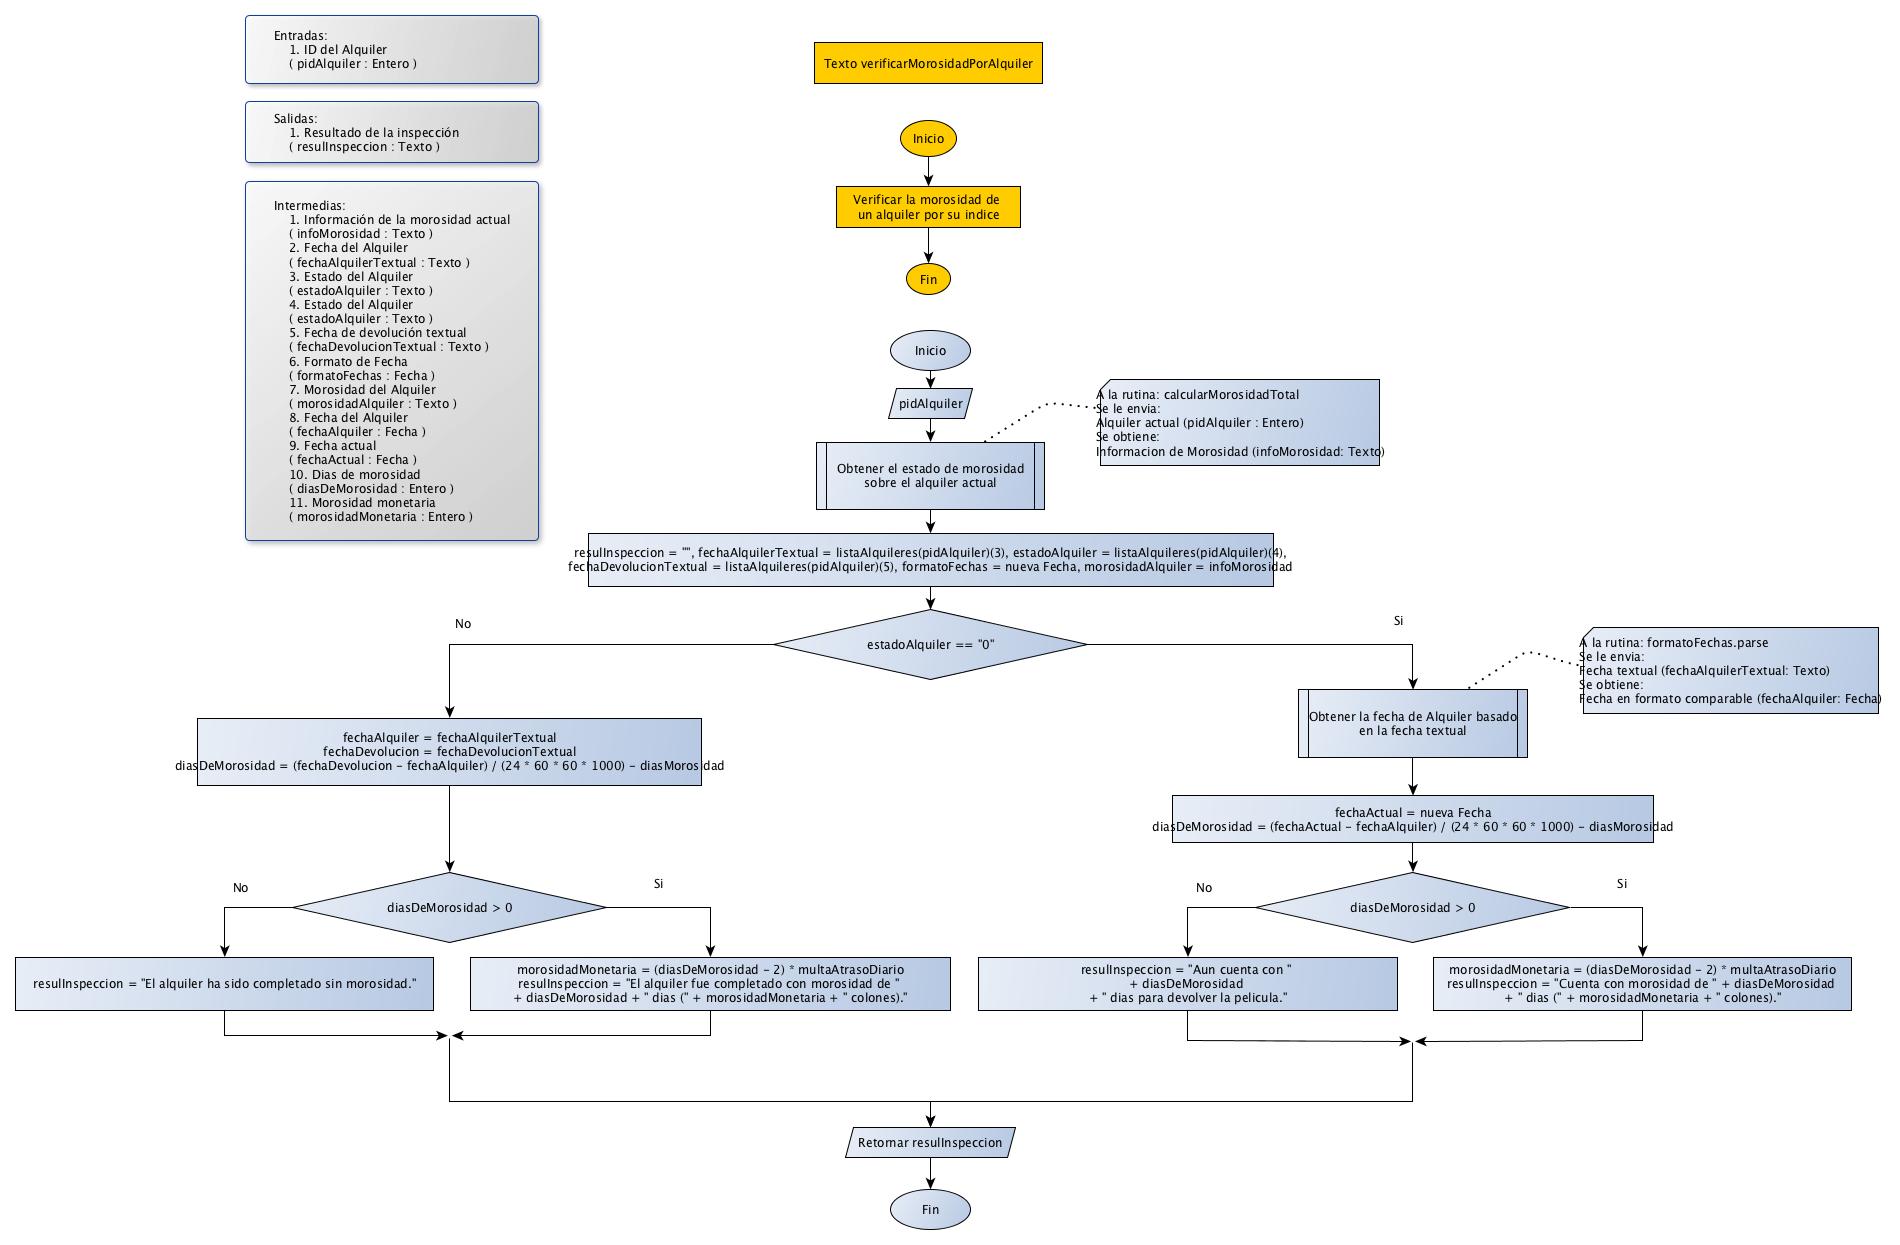 Entradas:
1. ID del Alquiler
( pidAlquiler : Entero )
Salidas:
1. Resultado de la inspección
( resulInspeccion : Texto )
Intermedias:
1. Información de la morosidad actual
( infoMorosidad : Texto )
2. Fecha del Alquiler
( fechaAlquilerTextual : Texto )
3. Estado del Alquiler
( estadoAlquiler : Texto )
4. Estado del Alquiler
( estadoAlquiler : Texto )
5. Fecha de devolución textual
( fechaDevolucionTextual : Texto )
6. Formato de Fecha
( formatoFechas : Fecha )
7. Morosidad del Alquiler
( morosidadAlquiler : Texto )
8. Fecha del Alquiler
( fechaAlquiler : Fecha )
9. Fecha actual
( fechaActual : Fecha )
10. Dias de morosidad
( diasDeMorosidad : Entero )
11. Morosidad monetaria
( morosidadMonetaria : Entero )
Texto verificarMorosidadPorAlquiler
Inicio
Verificar la morosidad de
un alquiler por su indice
Fin
Inicio
pidAlquiler
Obtener el estado de morosidad
sobre el alquiler actual
A la rutina: calcularMorosidadTotal
Se le envia:
Alquiler actual (pidAlquiler : Entero)
Se obtiene:
Informacion de Morosidad (infoMorosidad: Texto)
resulInspeccion = "", fechaAlquilerTextual = listaAlquileres(pidAlquiler)(3), estadoAlquiler = listaAlquileres(pidAlquiler)(4),
fechaDevolucionTextual = listaAlquileres(pidAlquiler)(5), formatoFechas = nueva Fecha, morosidadAlquiler = infoMorosidad
estadoAlquiler == "0"
No
Si
A la rutina: formatoFechas.parse
Se le envia:
Fecha textual (fechaAlquilerTextual: Texto)
Se obtiene:
Fecha en formato comparable (fechaAlquiler: Fecha)
Obtener la fecha de Alquiler basado
en la fecha textual
fechaAlquiler = fechaAlquilerTextual
fechaDevolucion = fechaDevolucionTextual
diasDeMorosidad = (fechaDevolucion - fechaAlquiler) / (24 * 60 * 60 * 1000) - diasMorosidad
fechaActual = nueva Fecha
diasDeMorosidad = (fechaActual - fechaAlquiler) / (24 * 60 * 60 * 1000) - diasMorosidad
No
diasDeMorosidad > 0
Si
No
diasDeMorosidad > 0
Si
resulInspeccion = "El alquiler ha sido completado sin morosidad."
morosidadMonetaria = (diasDeMorosidad - 2) * multaAtrasoDiario
resulInspeccion = "El alquiler fue completado con morosidad de "
+ diasDeMorosidad + " dias (" + morosidadMonetaria + " colones)."
resulInspeccion = "Aun cuenta con "
+ diasDeMorosidad
+ " dias para devolver la pelicula."
morosidadMonetaria = (diasDeMorosidad - 2) * multaAtrasoDiario
resulInspeccion = "Cuenta con morosidad de " + diasDeMorosidad
+ " dias (" + morosidadMonetaria + " colones)."
Retornar resulInspeccion
Fin